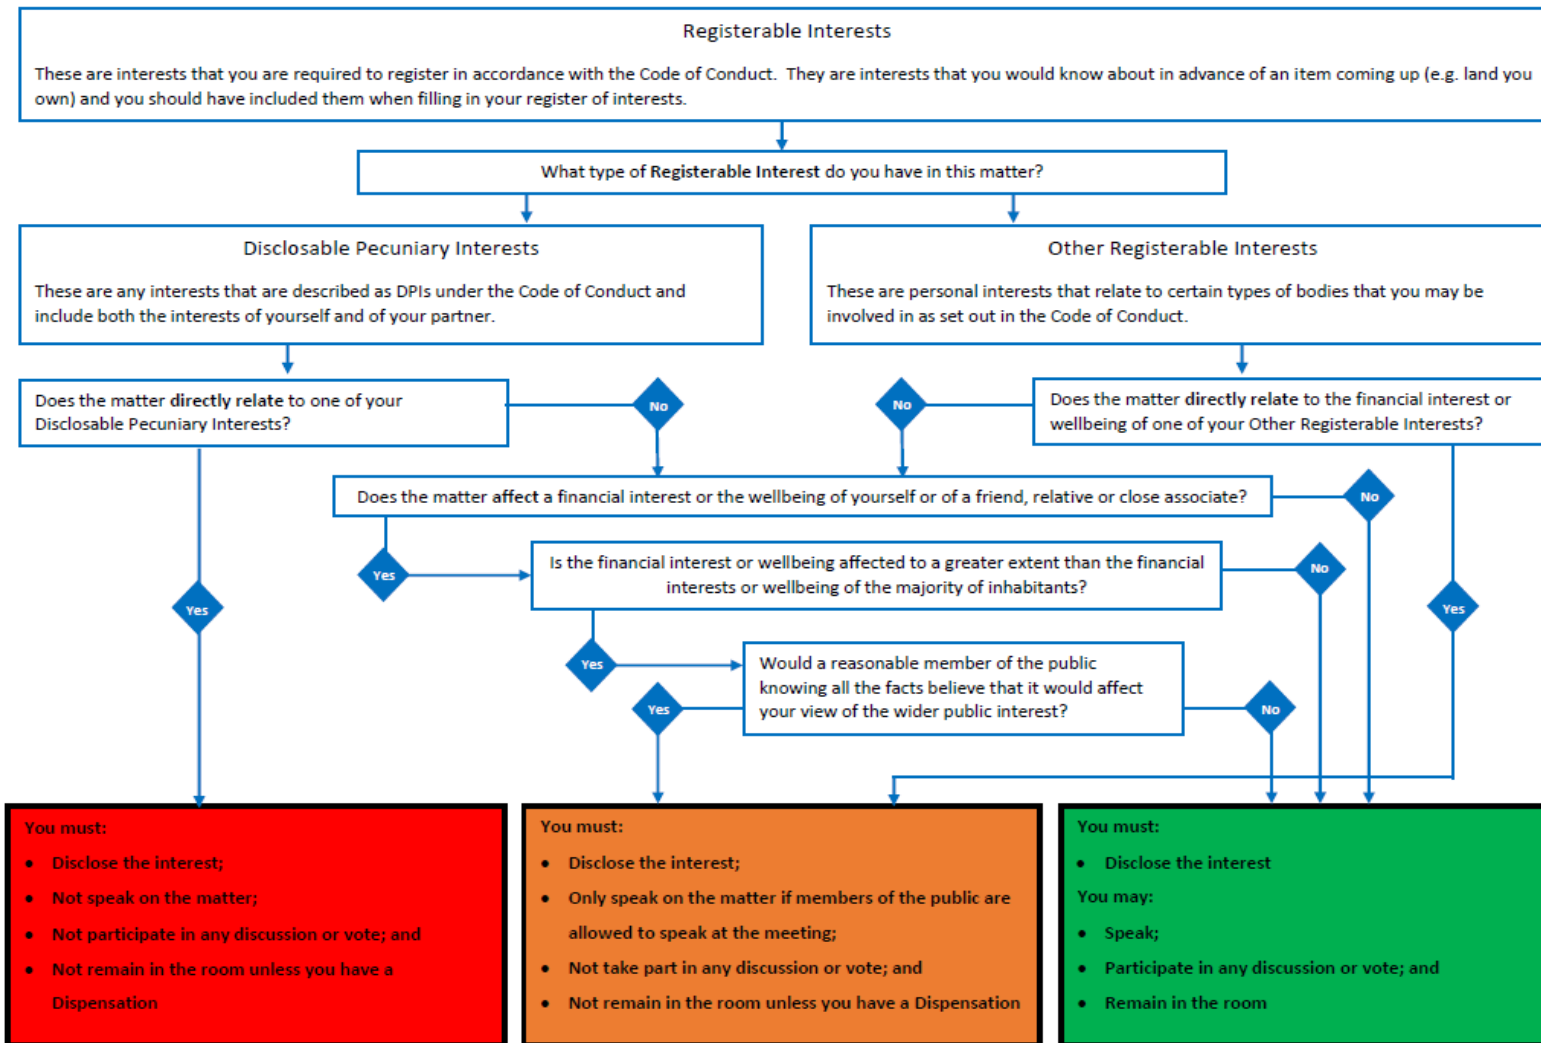 Registerable Interests
These are interests that you are required to register in accordance with the Code of Conduct. They are interests that you would know about in advance of an item coming up (e.g. land you
own) and you should have included them when filling in your register of interests.
What type of Registerable Interest do you have in this matter?
Disclosable Pecuniary Interests
These are any interests that are described as DPIs under the Code of Conduct and
include both the interests of yourself and of your partner.
Other Registerable Interests
These are personal interests that relate to certain types of bodies that you may be
involved in as set out in the Code of Conduct.
Does the matter directly relate to one of your
Disclosable Pecuniary Interests?
No
No
Does the matter directly relate to the financial interest or
wellbeing of one of your Other Registerable Interests?
Does the matter affect a financial interest or the wellbeing of yourself or of a friend, relative or close associate?
No
Yes
Is the financial interest or wellbeing affected to a greater extent than the financial
interests or wellbeing of the majority of inhabitants?
No
Yes
Yes
Yes
Would a reasonable member of the public
knowing all the facts believe that it would affect
your view of the wider public interest?
Yes
No
You must:
• Disclose the interest;
• Not speak on the matter;
• Not participate in any discussion or vote; and
• Not remain in the room unless you have a
Dispensation
You must:
• Disclose the interest;
• Only speak on the matter if members of the public are
allowed to speak at the meeting;
• Not take part in any discussion or vote; and
• Not remain in the room unless you have a Dispensation
You must:
• Disclose the interest
You may:
• Speak;
• Participate in any discussion or vote; and
• Remain in the room